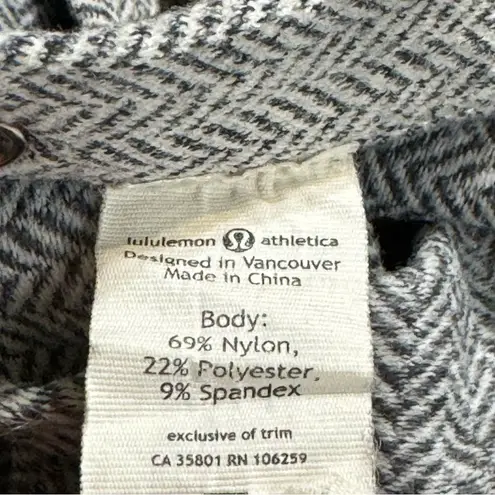 lululemon athletica
Designed in Vancouver
Made in China
Body:
69% Nylon,
22% Polyester,
9% Spandex
exclusive of trim
CA 35801 RN 106259